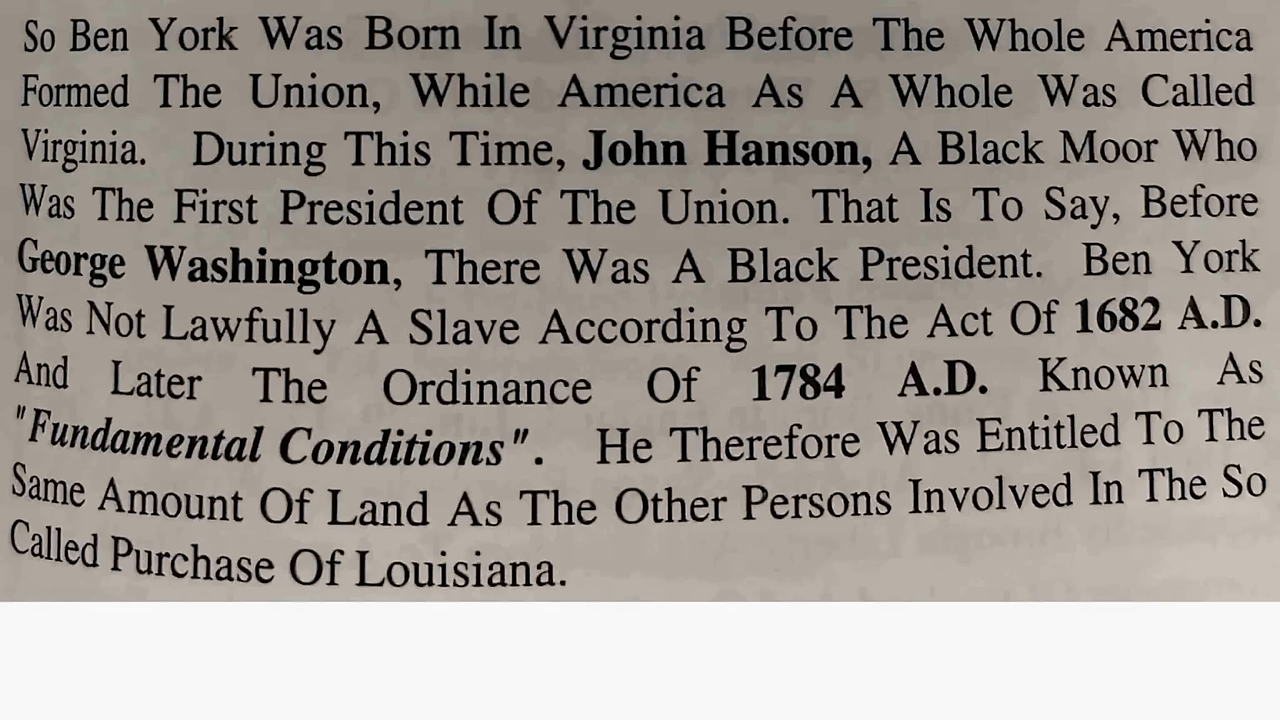 So Ben York Was Born In Virginia Before The Whole America
Formed The Union, While America As A Whole Was Called
Virginia. During This Time, John Hanson, A Black Moor Who
Was The First President Of The Union. That Is To Say, Before
George Washington, There Was A Black President. Ben York
Was Not Lawfully A Slave According To The Act Of 1682 A.D.
And Later The Ordinance Of 1784 A.D. Known As
"Fundamental Conditions". He Therefore Was Entitled To The
Same Amount Of Land As The Other Persons Involved In The So
Called Purchase Of Louisiana.